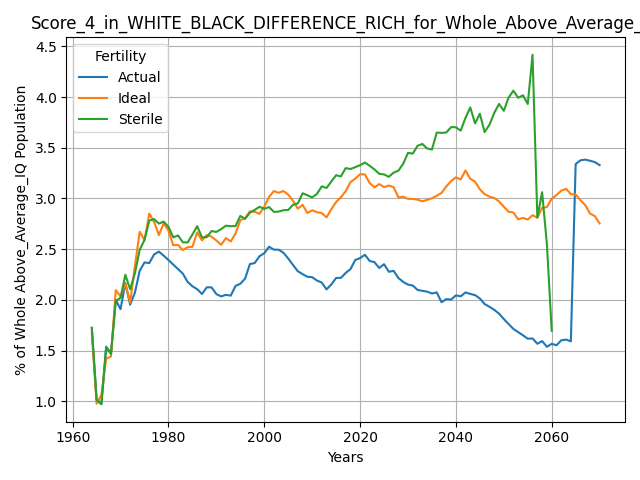 Score_4_in_WHITE_BLACK_DIFFERENCE_RICH_for_Whole_Above_Average_
Fertility
Actual
Ideal
Sterile
% of Whole Above_Average_IQ Population
4.5
4.0
3.5
3.0
2.5
2.0
1.5
1.0
1960
1980
2000
2020
2040
2060
Years